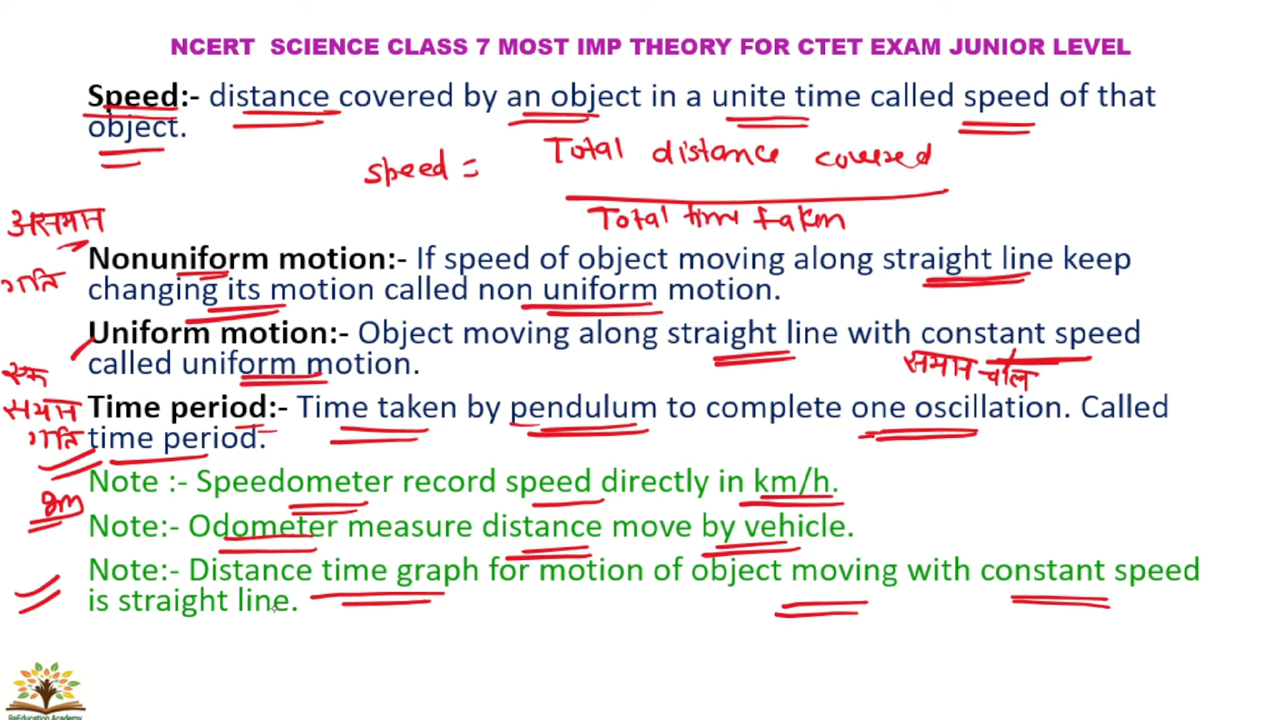 NCERT SCIENCE CLASS 7 MOST IMP THEORY FOR CTET EXAM JUNIOR LEVEL
Speed:- distance covered by an object in a unite time called speed of that
object.
speed = Total distance covered
Total time taken
असमान
गति
Nonuniform motion:- If speed of object moving along straight line keep
changing its motion called non uniform motion.
Uniform motion:- Object moving along straight line with constant speed
called uniform motion.
समान चाल
एक
समान
गति
Time period:- Time taken by pendulum to complete one oscillation. Called
time period.
Note :- Speedometer record speed directly in km/h.
Note:- Odometer measure distance move by vehicle.
Note:- Distance time graph for motion of object moving with constant speed
is straight line.
BeEducation Academy